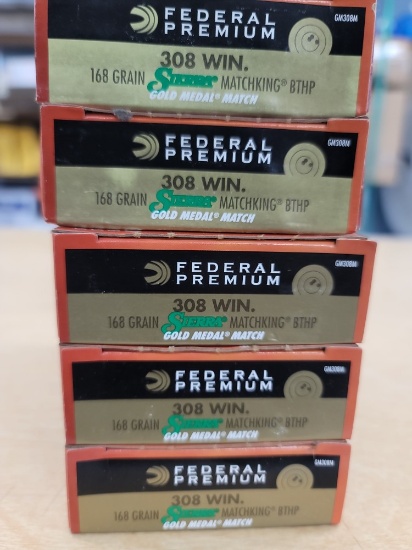 FEDERAL
PREMIUM
GM308M
308 WIN.
168 GRAIN SIERRA MATCHKING® BTHP
GOLD MEDAL® MATCH
FEDERAL
PREMIUM
GM308M
308 WIN.
168 GRAIN SIERRA MATCHKING® BTHP
GOLD MEDAL® MATCH
FEDERAL
PREMIUM
GM308M
308 WIN.
168 GRAIN SIERRA MATCHKING® BTHP
GOLD MEDAL® MATCH
FEDERAL
PREMIUM
GM308M
308 WIN.
168 GRAIN SIERRA MATCHKING® BTHP
GOLD MEDAL® MATCH
FEDERAL
PREMIUM
GM308M
308 WIN.
168 GRAIN SIERRA MATCHKING® BTHP
GOLD MEDAL® MATCH